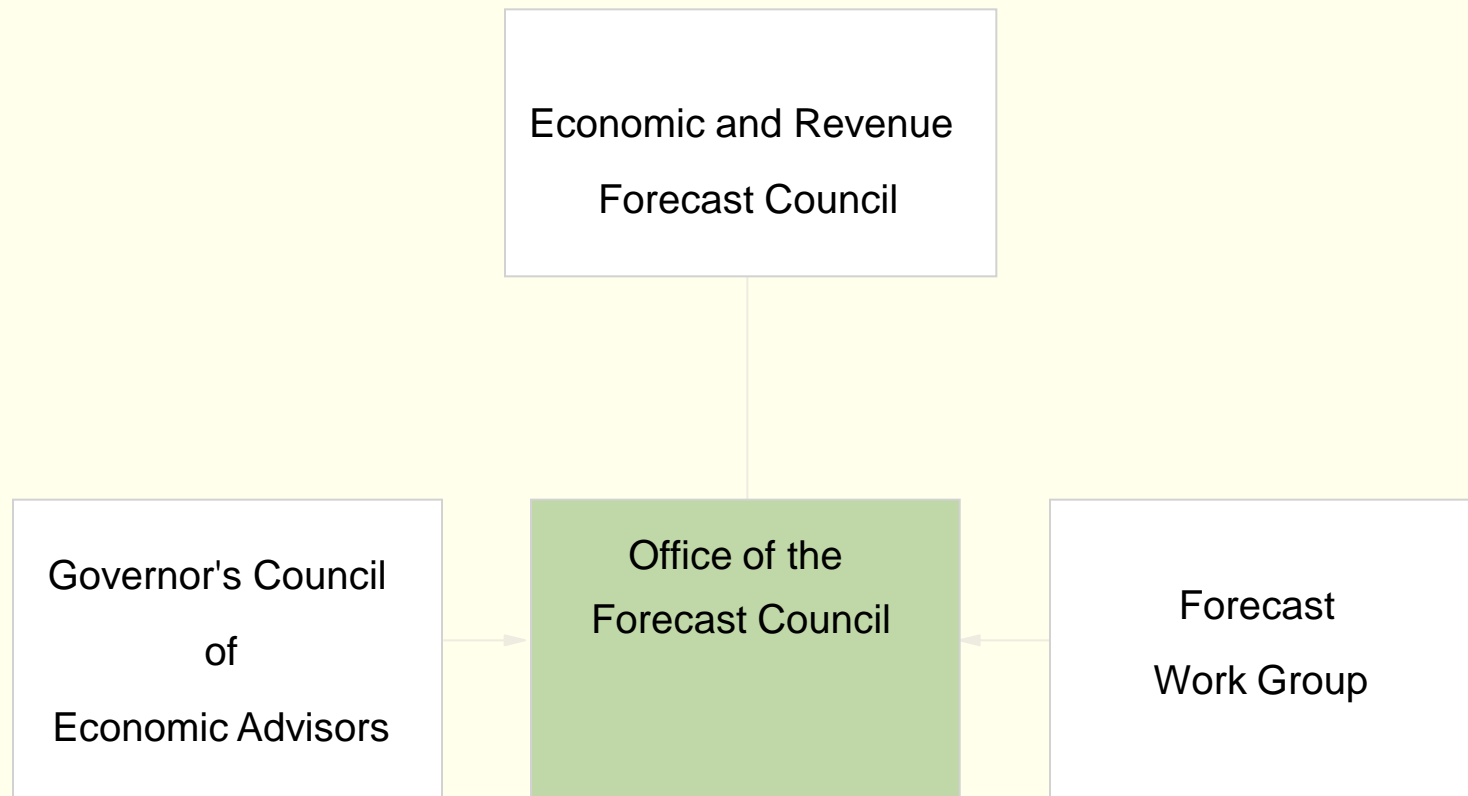 Economic and Revenue
Forecast Council
Governor's Council
of
Economic Advisors
Office of the
Forecast Council
Forecast
Work Group